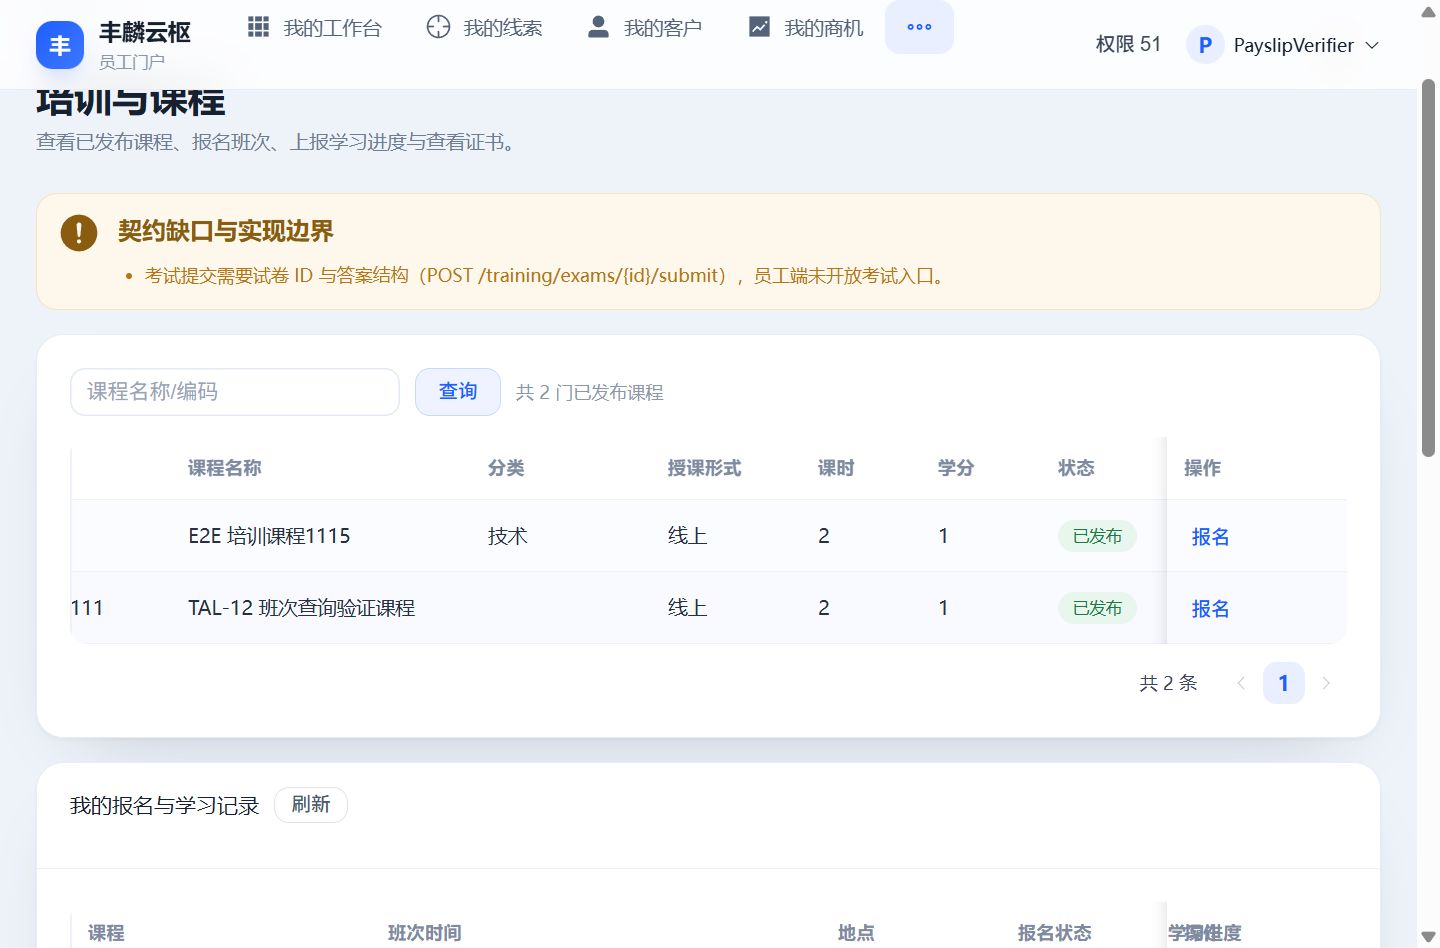 丰
丰麟云枢
员工门户
我的工作台
我的线索
我的客户
我的商机
权限 51
P
PayslipVerifier
培训与课程
查看已发布课程、报名班次、上报学习进度与查看证书。
契约缺口与实现边界
考试提交需要试卷 ID 与答案结构（POST /training/exams/{id}/submit），员工端未开放考试入口。
课程名称/编码
查询
共 2 门已发布课程
课程名称 分类 授课形式 课时 学分 状态 操作
E2E 培训课程1115 技术 线上 2 1 已发布 报名
111 TAL-12 班次查询验证课程 线上 2 1 已发布 报名
共 2 条
1
我的报名与学习记录
刷新
课程 班次时间 地点 报名状态